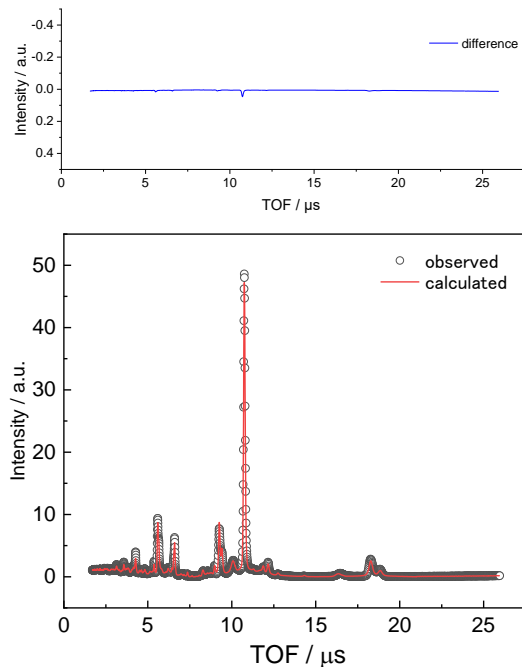 -0.4
-0.2
0.0
0.2
0.4
Intensity / a.u.
difference
0 5 10 15 20 25
TOF / μs
50
40
30
20
10
0
Intensity / a.u.
observed
calculated
0 5 10 15 20 25
TOF / μs